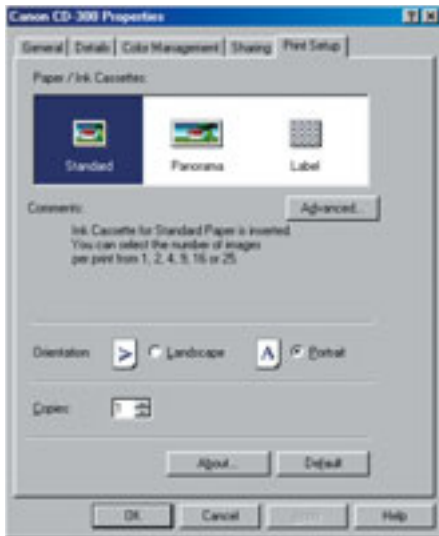 Canon CD-300 Properties
General Details Color Management Sharing Print Setup
Paper / Ink Cassettes:
Standard Panorama Label
Comments: Advanced...
Ink Cassette for Standard Paper is inserted.
You can select the number of images
per print from 1, 2, 4, 9, 16 or 25.
Orientation: A Landscape A Portrait
Copies: 1
About... Default
OK Cancel Apply Help